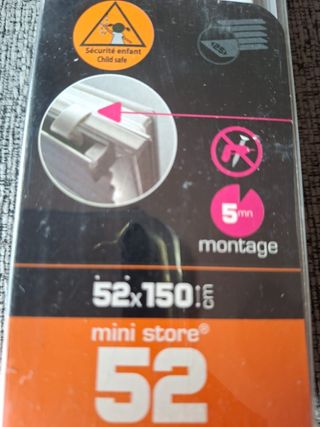 Sécurité enfant
Child safe
5mn
montage
52x150 cm
mini store®
52